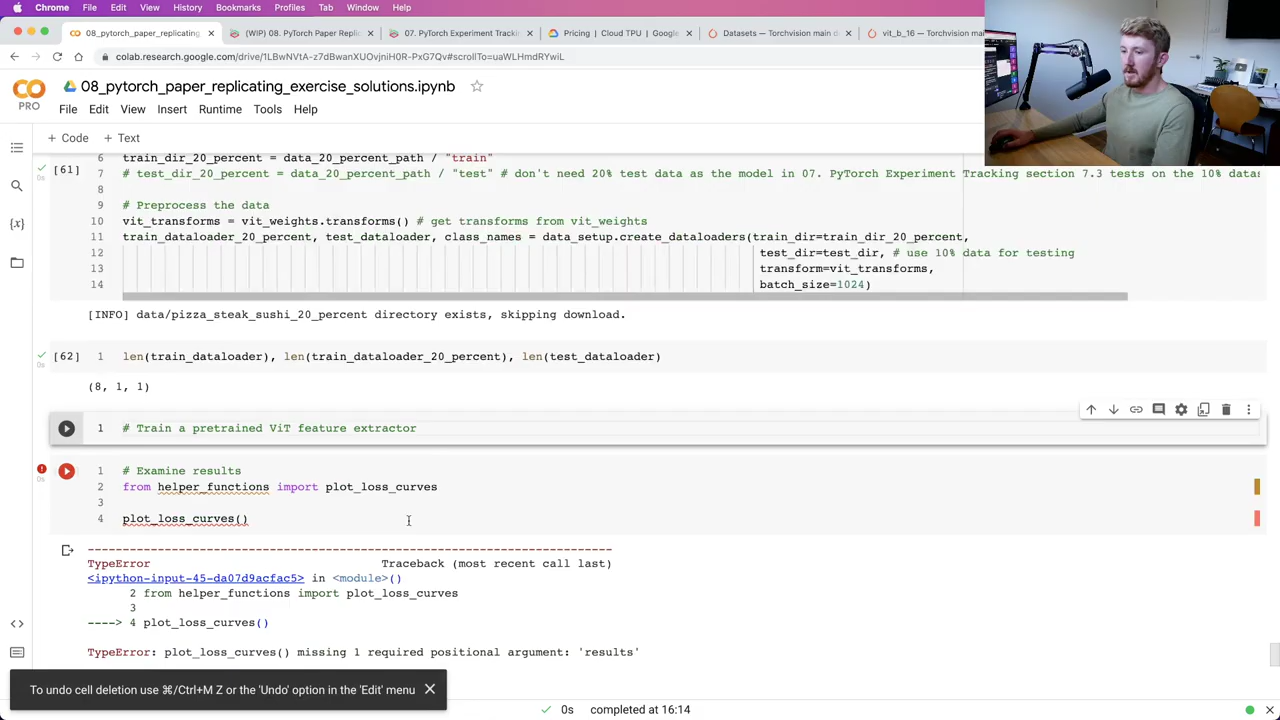 Chrome File Edit View History Bookmarks Profiles Tab Window Help
08_pytorch_paper_replicating. (WIP) 08. PyTorch Paper Repli 07. PyTorch Experiment Tracki Pricing | Cloud TPU | Google Datasets — Torchvision main d vit_b_16 — Torchvision main
colab.research.google.com/drive/1LBwNVtA-z7dBwanXUQrjniH0R-PxG7Qv#scrollTo=uaWLHmdRYwiL
08_pytorch_paper_replicating_exercise_solutions.ipynb
PRO
File Edit View Insert Runtime Tools Help
+ Code + Text
6 train_dir_20_percent = data_20_percent_path / "train"
[61]
0s
7 # test_dir_20_percent = data_20_percent_path / "test" # don't need 20% test data as the model in 07. PyTorch Experiment Tracking section 7.3 tests on the 10% data
8
9 # Preprocess the data
10 vit_transforms = vit_weights.transforms() # get transforms from vit_weights
11 train_dataloader_20_percent, test_dataloader, class_names = data_setup.create_dataloaders(train_dir=train_dir_20_percent,
12 test_dir=test_dir, # use 10% data for testing
13 transform=vit_transforms,
14 batch_size=1024)
[INFO] data/pizza_steak_sushi_20_percent directory exists, skipping download.
[62] 1 len(train_dataloader), len(train_dataloader_20_percent), len(test_dataloader)
0s
(8, 1, 1)
1 # Train a pretrained ViT feature extractor
1 # Examine results
0s
2 from helper_functions import plot_loss_curves
3
4 plot_loss_curves()
---------------------------------------------------------------------------
TypeError Traceback (most recent call last)
<ipython-input-45-da07d9acfac5> in <module>()
2 from helper_functions import plot_loss_curves
3
----> 4 plot_loss_curves()
TypeError: plot_loss_curves() missing 1 required positional argument: 'results'
To undo cell deletion use ⌘/Ctrl+M Z or the 'Undo' option in the 'Edit' menu
0s completed at 16:14